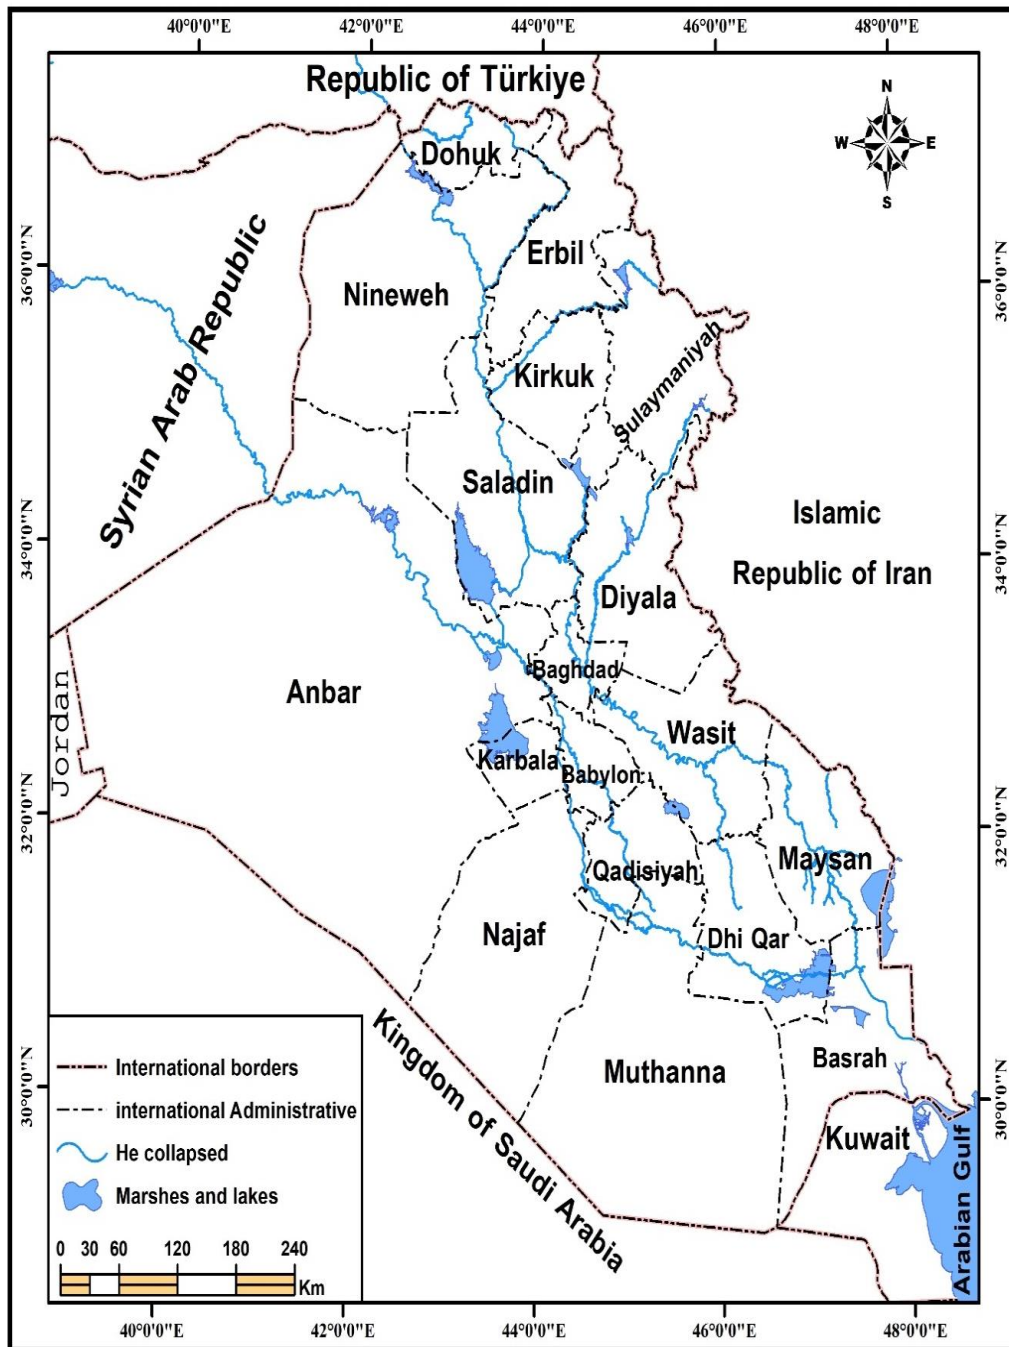 40°0'0"E
42°0'0"E
44°0'0"E
46°0'0"E
48°0'0"E
Republic of Türkiye
N
W
E
S
Dohuk
Erbil
Nineweh
36°0'0"N
36°0'0"N
Syrian Arab Republic
Kirkuk
Sulaymaniyah
Saladin
Islamic
Republic of Iran
34°0'0"N
34°0'0"N
Diyala
Baghdad
Anbar
Jordan
Wasit
Karbala
Babylon
32°0'0"N
32°0'0"N
Maysan
Qadisiyah
Najaf
Dhi Qar
Kingdom of Saudi Arabia
Muthanna
Basrah
30°0'0"N
30°0'0"N
Kuwait
Arabian Gulf
International borders
international Administrative
He collapsed
Marshes and lakes
0 30 60 120 180 240
Km
40°0'0"E
42°0'0"E
44°0'0"E
46°0'0"E
48°0'0"E